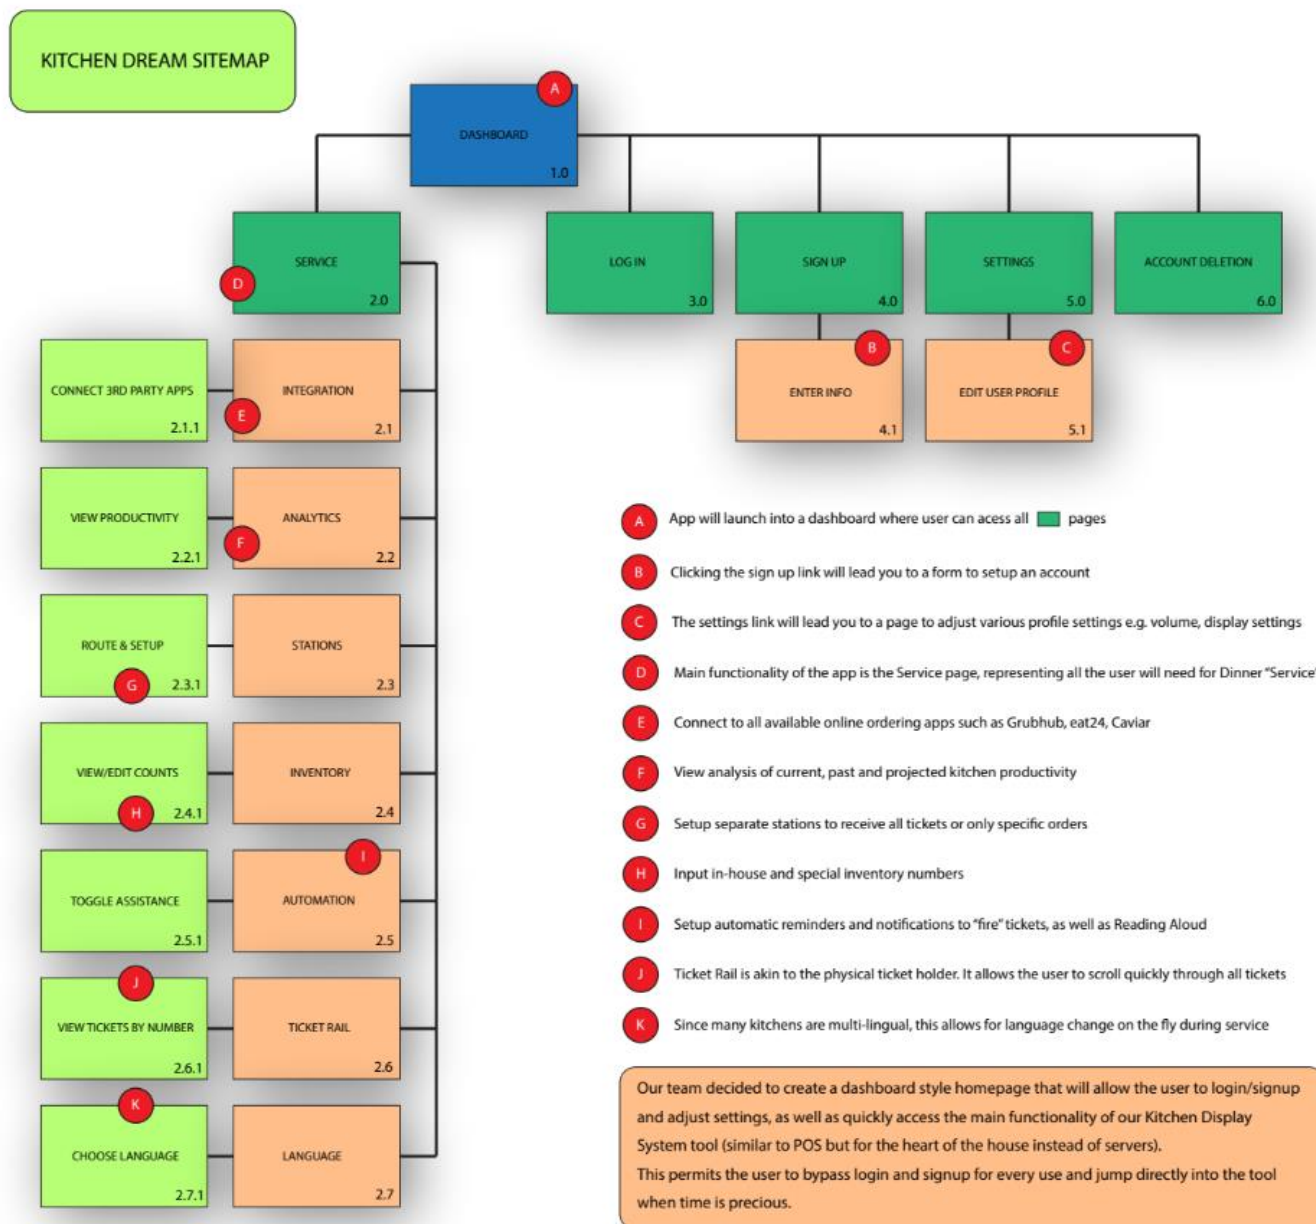 KITCHEN DREAM SITEMAP
A
DASHBOARD
1.0
SERVICE
D
2.0
LOG IN
3.0
SIGN UP
4.0
SETTINGS
5.0
ACCOUNT DELETION
6.0
B
ENTER INFO
4.1
C
EDIT USER PROFILE
5.1
CONNECT 3RD PARTY APPS
2.1.1
INTEGRATION
E
2.1
VIEW PRODUCTIVITY
2.2.1
ANALYTICS
F
2.2
ROUTE & SETUP
G
2.3.1
STATIONS
2.3
VIEW/EDIT COUNTS
H
2.4.1
INVENTORY
2.4
TOGGLE ASSISTANCE
2.5.1
I
AUTOMATION
2.5
J
VIEW TICKETS BY NUMBER
2.6.1
TICKET RAIL
2.6
K
CHOOSE LANGUAGE
2.7.1
LANGUAGE
2.7
A App will launch into a dashboard where user can acess all pages
B Clicking the sign up link will lead you to a form to setup an account
C The settings link will lead you to a page to adjust various profile settings e.g. volume, display settings
D Main functionality of the app is the Service page, representing all the user will need for Dinner "Service"
E Connect to all available online ordering apps such as Grubhub, eat24, Caviar
F View analysis of current, past and projected kitchen productivity
G Setup separate stations to receive all tickets or only specific orders
H Input in-house and special inventory numbers
I Setup automatic reminders and notifications to "fire" tickets, as well as Reading Aloud
J Ticket Rail is akin to the physical ticket holder. It allows the user to scroll quickly through all tickets
K Since many kitchens are multi-lingual, this allows for language change on the fly during service
Our team decided to create a dashboard style homepage that will allow the user to login/signup
and adjust settings, as well as quickly access the main functionality of our Kitchen Display
System tool (similar to POS but for the heart of the house instead of servers).
This permits the user to bypass login and signup for every use and jump directly into the tool
when time is precious.